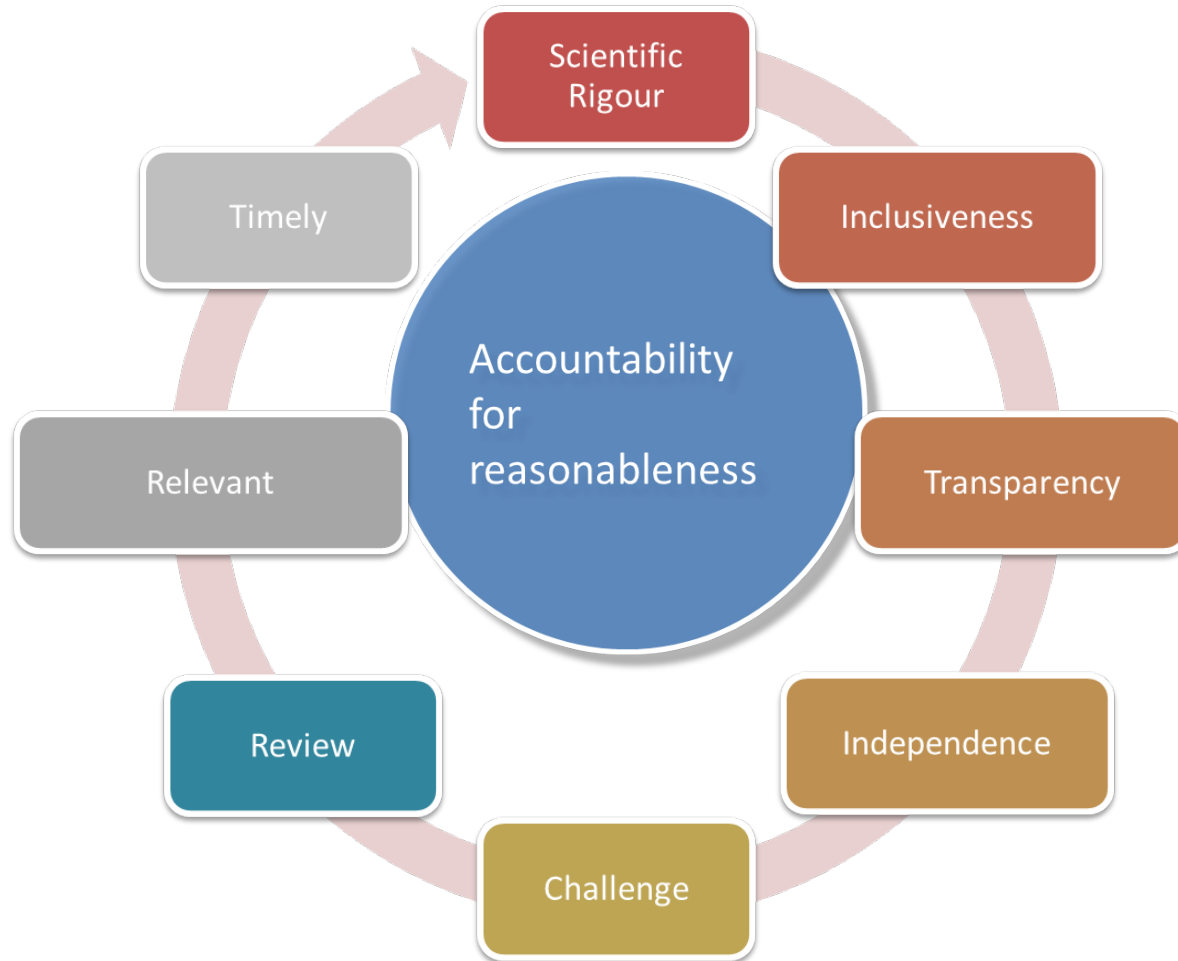 Scientific
Rigour
Inclusiveness
Transparency
Independence
Challenge
Review
Relevant
Timely
Accountability
for
reasonableness